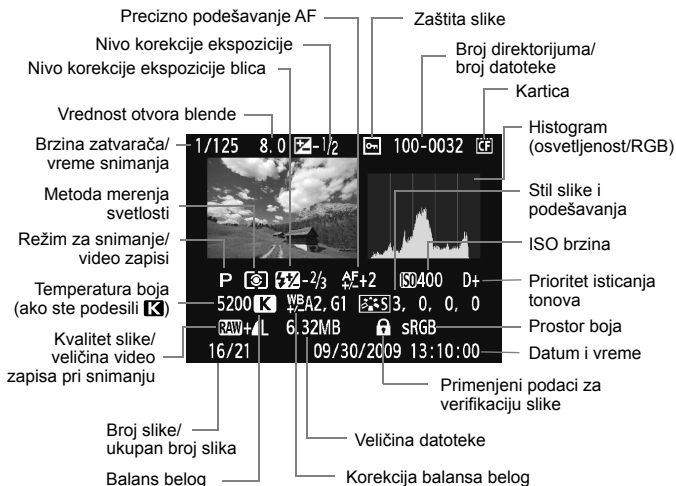 Precizno podešavanje AF
Nivo korekcije ekspozicije
Nivo korekcije ekspozicije blica
Vrednost otvora blende
Brzina zatvarača/
vreme snimanja
Metoda merenja
svetlosti
Režim za snimanje/
video zapisi
Temperatura boja
(ako ste podesili K)
Kvalitet slike/
veličina video
zapisa pri snimanju
Broj slike/
ukupan broj slika
Balans belog
Zaštita slike
Broj direktorijuma/
broj datoteke
Kartica
Histogram
(osvetljenost/RGB)
Stil slike i
podešavanja
ISO brzina
Prioritet isticanja
tonova
Prostor boja
Datum i vreme
Primenjeni podaci za
verifikaciju slike
Veličina datoteke
Korekcija balansa belog
1/125 8.0 -1/2 100-0032 CF
P -2/3 AF+2 ISO400 D+
5200 K WB A2, G1 S 3, 0, 0, 0
RAW+L 6.32MB sRGB
16/21 09/30/2009 13:10:00